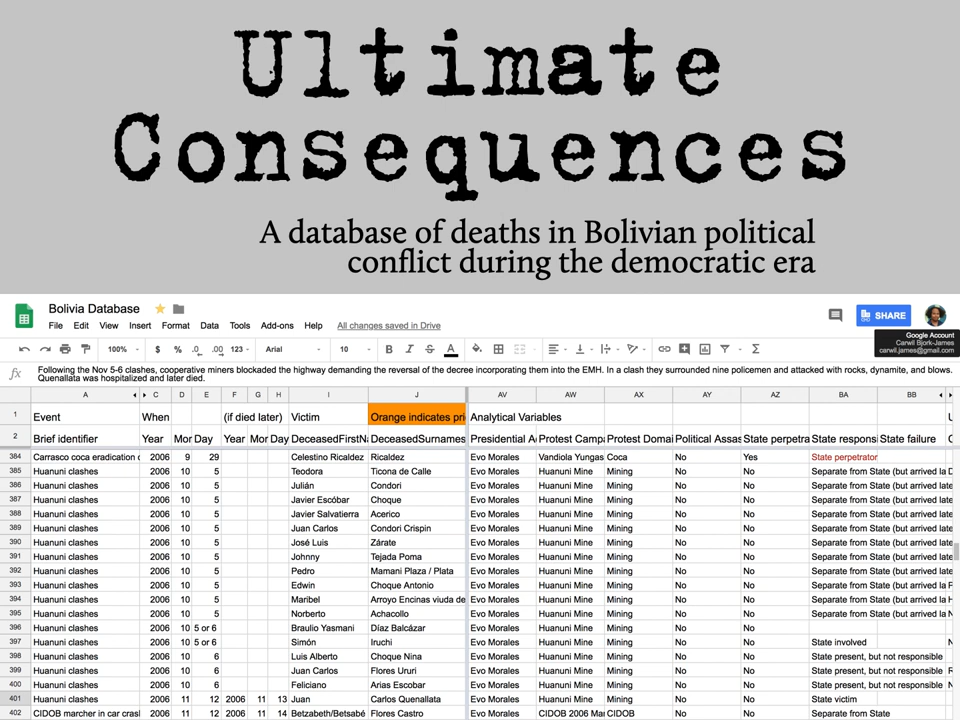 Ultimate
Consequences
A database of deaths in Bolivian political
conflict during the democratic era
Bolivia Database
File Edit View Insert Format Data Tools Add-ons Help All changes saved in Drive
SHARE
Google Account
Carwil Bjork-James
carwil.james@gmail.com
100% $ % .0 .00 123 Arial 10 B I S A
fx Following the Nov 5-6 clashes, cooperative miners blockaded the highway demanding the reversal of the decree incorporating them into the EMH. In a clash they surrounded nine policemen and attacked with rocks, dynamite, and blows.
Quenallata was hospitalized and later died.
A C D E F G H I J AV AW AX AY AZ BA BB
1 Event When (if died later) Victim Orange indicates pri Analytical Variables
2 Brief identifier Year Mor Day Year Mor Day DeceasedFirstNa DeceasedSurnames Presidential A Protest Campa Protest Domai Political Assas State perpetra State respons State failure
384 Carrasco coca eradication 2006 9 29 Celestino Ricaldez Ricaldez Evo Morales Vandiola Yungas Coca No Yes State perpetrator
385 Huanuni clashes 2006 10 5 Teodora Ticona de Calle Evo Morales Huanuni Mine Mining No No Separate from State (but arrived la
386 Huanuni clashes 2006 10 5 Julián Condori Evo Morales Huanuni Mine Mining No No Separate from State (but arrived late
387 Huanuni clashes 2006 10 5 Javier Escóbar Choque Evo Morales Huanuni Mine Mining No No Separate from State (but arrived late
388 Huanuni clashes 2006 10 5 Javier Salvatierra Acerico Evo Morales Huanuni Mine Mining No No Separate from State (but arrived late
389 Huanuni clashes 2006 10 5 Juan Carlos Condori Crispin Evo Morales Huanuni Mine Mining No No Separate from State (but arrived late
390 Huanuni clashes 2006 10 5 José Luis Zárate Evo Morales Huanuni Mine Mining No No Separate from State (but arrived late
391 Huanuni clashes 2006 10 5 Johnny Tejada Poma Evo Morales Huanuni Mine Mining No No Separate from State (but arrived late
392 Huanuni clashes 2006 10 5 Pedro Mamani Plaza / Plata Evo Morales Huanuni Mine Mining No No Separate from State (but arrived late
393 Huanuni clashes 2006 10 5 Edwin Choque Antonio Evo Morales Huanuni Mine Mining No No Separate from State (but arrived la
394 Huanuni clashes 2006 10 5 Maribel Arroyo Encinas viuda de Evo Morales Huanuni Mine Mining No No Separate from State (but arrived la
395 Huanuni clashes 2006 10 5 Norberto Achacollo Evo Morales Huanuni Mine Mining No No Separate from State (but arrived la
396 Huanuni clashes 2006 10 5 or 6 Braulio Yasmani Díaz Balcázar Evo Morales Huanuni Mine Mining No No
397 Huanuni clashes 2006 10 5 or 6 Simón Iruchi Evo Morales Huanuni Mine Mining No No State involved
398 Huanuni clashes 2006 10 6 Luis Alberto Choque Nina Evo Morales Huanuni Mine Mining No No State present, but not responsible
399 Huanuni clashes 2006 10 6 Juan Carlos Flores Ururi Evo Morales Huanuni Mine Mining No No State present, but not responsible
400 Huanuni clashes 2006 10 6 Feliciano Arias Escobar Evo Morales Huanuni Mine Mining No No State present, but not responsible
401 Huanuni clashes 2006 11 12 2006 11 13 Juan Carlos Quenallata Evo Morales Huanuni Mine Mining No No State victim
402 CIDOB marcher in car crash 2006 11 12 2006 11 14 Betzabeth/Betsabé Flores Castro Evo Morales CIDOB 2006 Mar CIDOB No No Separate from State